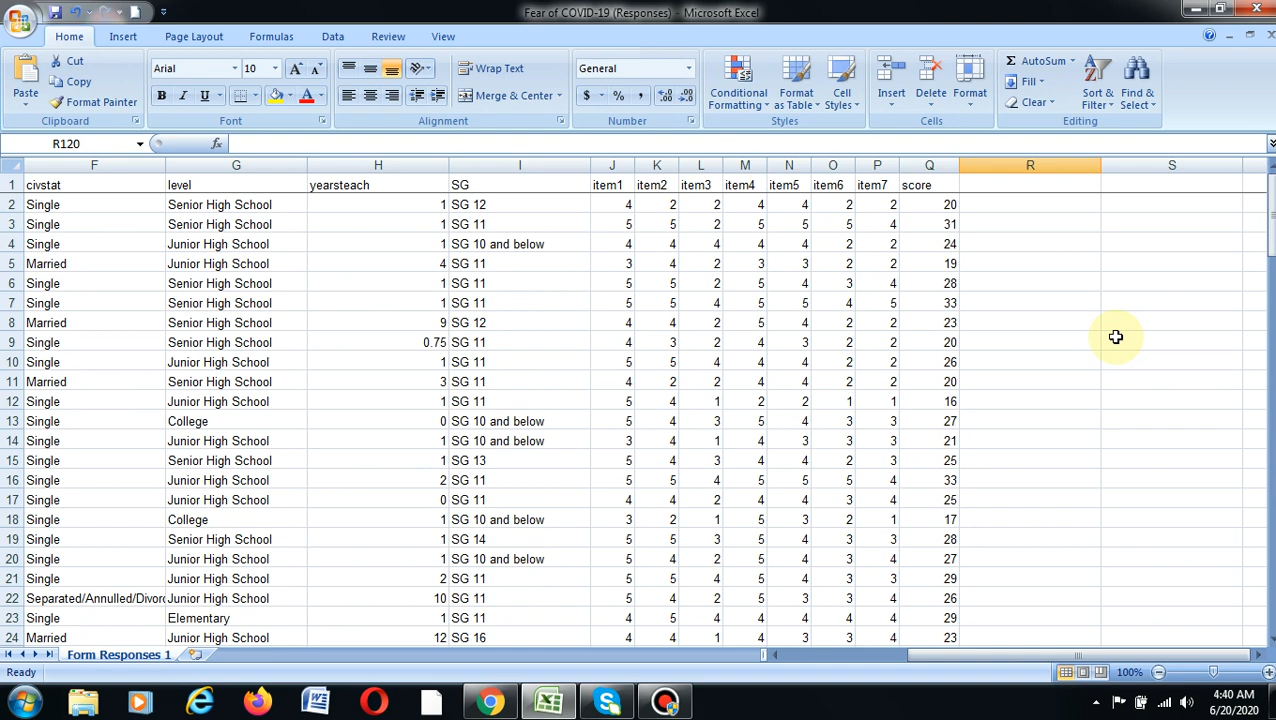 Fear of COVID-19 (Responses) - Microsoft Excel
Home Insert Page Layout Formulas Data Review View
Paste Cut Copy Format Painter Clipboard
Arial 10 B I U A Font
Wrap Text Merge & Center Alignment
General $ % , Number
Conditional Formatting Format as Table Cell Styles Styles
Insert Delete Format Cells
Σ AutoSum Fill Clear Sort & Filter Find & Select Editing
R120 fx
F G H I J K L M N O P Q R S
1 civstat level yearsteach SG item1 item2 item3 item4 item5 item6 item7 score
2 Single Senior High School 1 SG 12 4 2 2 4 4 2 2 20
3 Single Senior High School 1 SG 11 5 5 2 5 5 5 4 31
4 Single Junior High School 1 SG 10 and below 4 4 4 4 4 2 2 24
5 Married Junior High School 4 SG 11 3 4 2 3 3 2 2 19
6 Single Senior High School 1 SG 11 5 5 2 5 4 3 4 28
7 Single Senior High School 1 SG 11 5 5 4 5 5 4 5 33
8 Married Senior High School 9 SG 12 4 4 2 5 4 2 2 23
9 Single Senior High School 0.75 SG 11 4 3 2 4 3 2 2 20
10 Single Junior High School 1 SG 11 5 5 4 4 4 2 2 26
11 Married Senior High School 3 SG 11 4 2 2 4 4 2 2 20
12 Single Junior High School 1 SG 11 5 4 1 2 2 1 1 16
13 Single College 0 SG 10 and below 5 4 3 5 4 3 3 27
14 Single Junior High School 1 SG 10 and below 3 4 1 4 3 3 3 21
15 Single Senior High School 1 SG 13 5 4 3 4 4 2 3 25
16 Single Junior High School 2 SG 11 5 5 4 5 5 5 4 33
17 Single Junior High School 0 SG 11 4 4 2 4 4 3 4 25
18 Single College 1 SG 10 and below 3 2 1 5 3 2 1 17
19 Single Senior High School 1 SG 14 5 5 3 5 4 3 3 28
20 Single Junior High School 1 SG 10 and below 5 4 2 5 4 3 4 27
21 Single Junior High School 2 SG 11 5 5 4 5 4 3 3 29
22 Separated/Annulled/Divorc Junior High School 10 SG 11 5 4 2 5 3 3 4 26
23 Single Elementary 1 SG 11 4 5 4 4 4 4 4 29
24 Married Junior High School 12 SG 16 4 4 1 4 3 3 4 23
Form Responses 1
Ready 100%
4:40 AM
6/20/2020